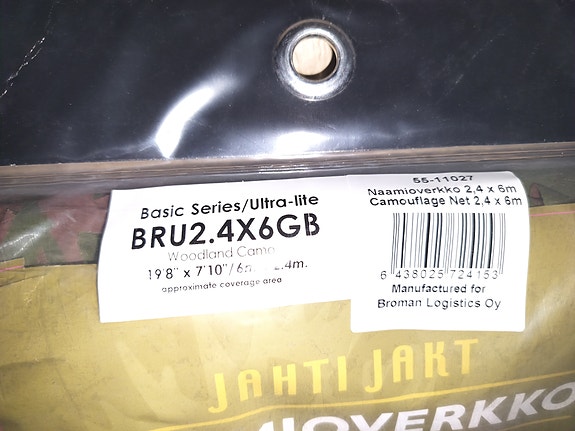 Basic Series/Ultra-lite
BRU2.4X6GB
Woodland Camo
19'8" x 7'10"/6m 2.4m.
approximate coverage area
55-11027
Naamioverkko 2,4 x 6m
Camouflage Net 2,4 x 6m
6 438025 724153
Manufactured for
Broman Logistics Oy
JAHTI JAKT
MIOVERKKO